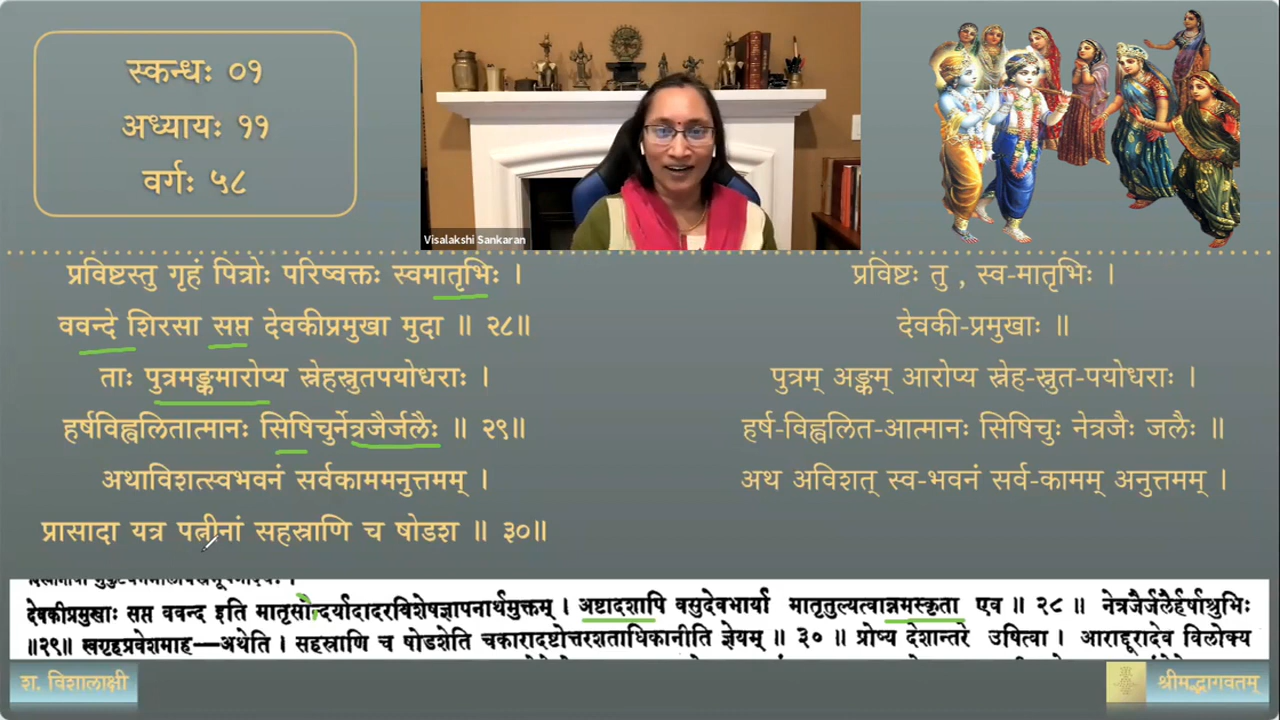 स्कन्धः ०१
अध्यायः ११
वर्गः ५८
Visalakshi Sankaran
प्रविष्टस्तु गृहं पित्रोः परिष्वक्तः स्वमातृभिः ।
ववन्दे शिरसा सप्त देवकीप्रमुखा मुदा ॥ २८॥
ताः पुत्रमङ्कमारोप्य स्नेहस्नुतपयोधराः ।
हर्षविह्वलितात्मानः सिषिचुर्नेत्रजैर्जलैः ॥ २९॥
अथाविशत्स्वभवनं सर्वकाममनुत्तमम् ।
प्रासादा यत्र पत्नीनां सहस्राणि च षोडश ॥ ३०॥
प्रविष्टः तु , स्व-मातृभिः ।
देवकी-प्रमुखाः ॥
पुत्रम् अङ्कम् आरोप्य स्नेह-स्नुत-पयोधराः ।
हर्ष-विह्वलित-आत्मानः सिषिचुः नेत्रजैः जलैः ॥
अथ अविशत् स्व-भवनं सर्व-कामम् अनुत्तमम् ।
देवकीप्रमुखाः सप्त ववन्द इति मातृसौन्दर्यादादरविशेषज्ञापनार्थमुक्तम् । अष्टादशापि वसुदेवभार्या मातृतुल्यत्वान्नमस्कृता एव ॥ २८ ॥ नेत्रजैर्जलैर्हर्षाश्रुभिः
॥२९॥ स्वगृहप्रवेशमाह—अथेति । सहस्राणि च षोडशेति चकारादष्टोत्तरशताधिकानीति ज्ञेयम् ॥ ३० ॥ प्रोष्य देशान्तरे उषित्वा । आराद्दूरादेव विलोक्य
श. विशालाक्षी
श्रीमद्भागवतम्